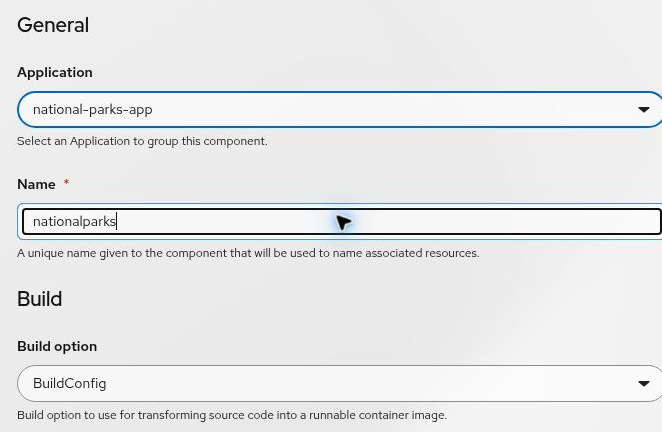 General
Application
national-parks-app
Select an Application to group this component.
Name *
nationalparks
A unique name given to the component that will be used to name associated resources.
Build
Build option
BuildConfig
Build option to use for transforming source code into a runnable container image.